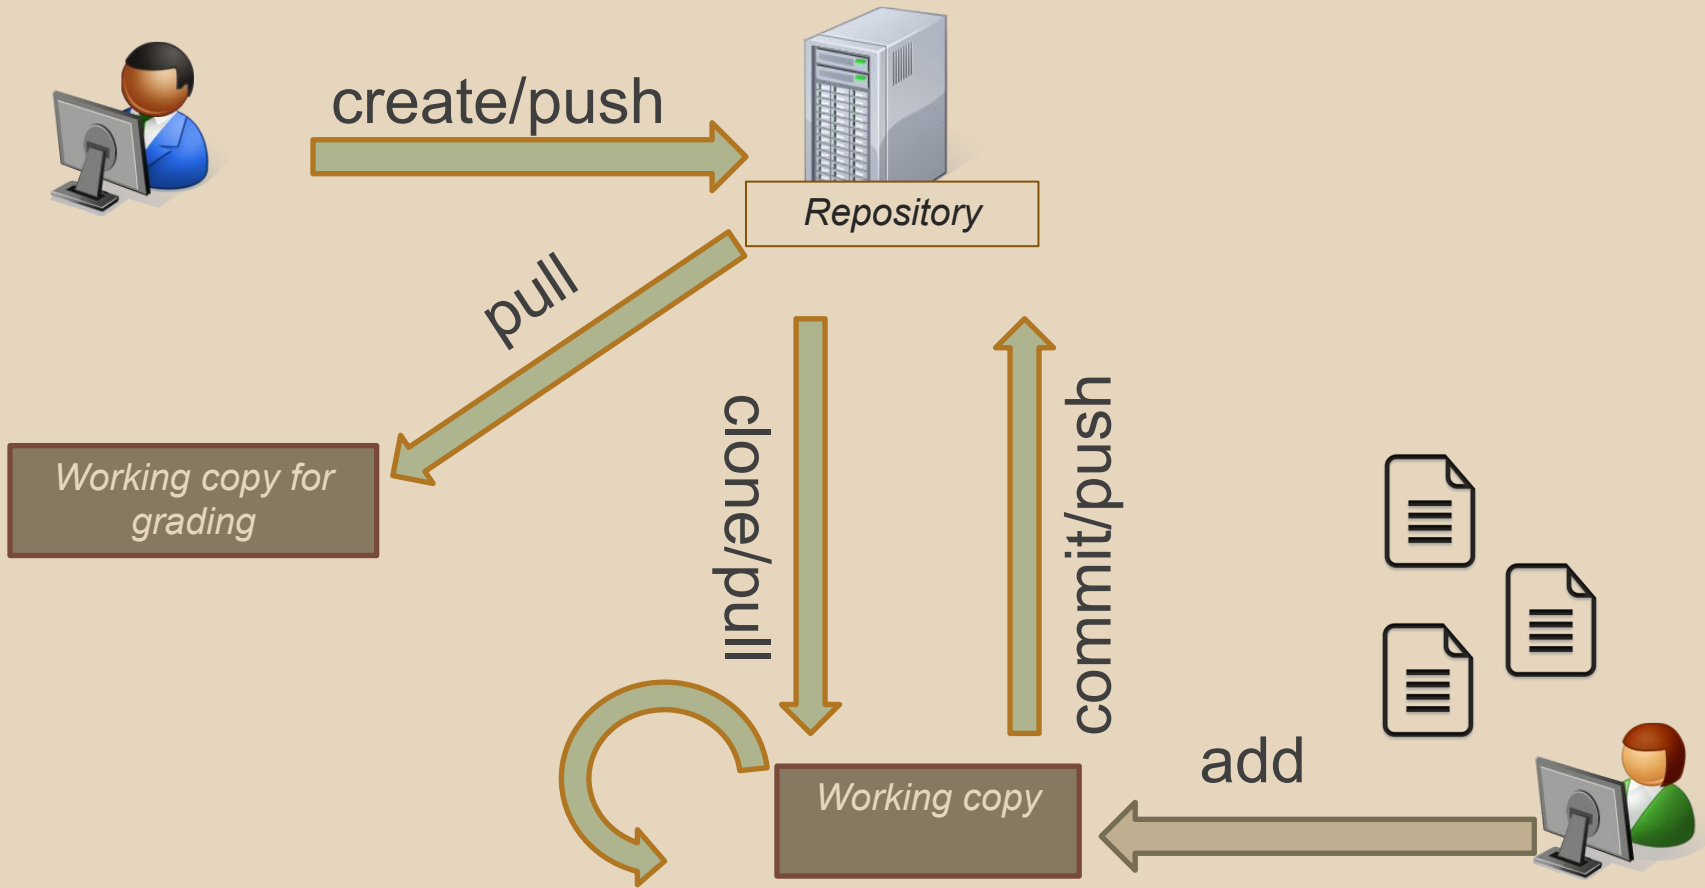 create/push
Repository
pull
clone/pull
commit/push
Working copy for
grading
add
Working copy